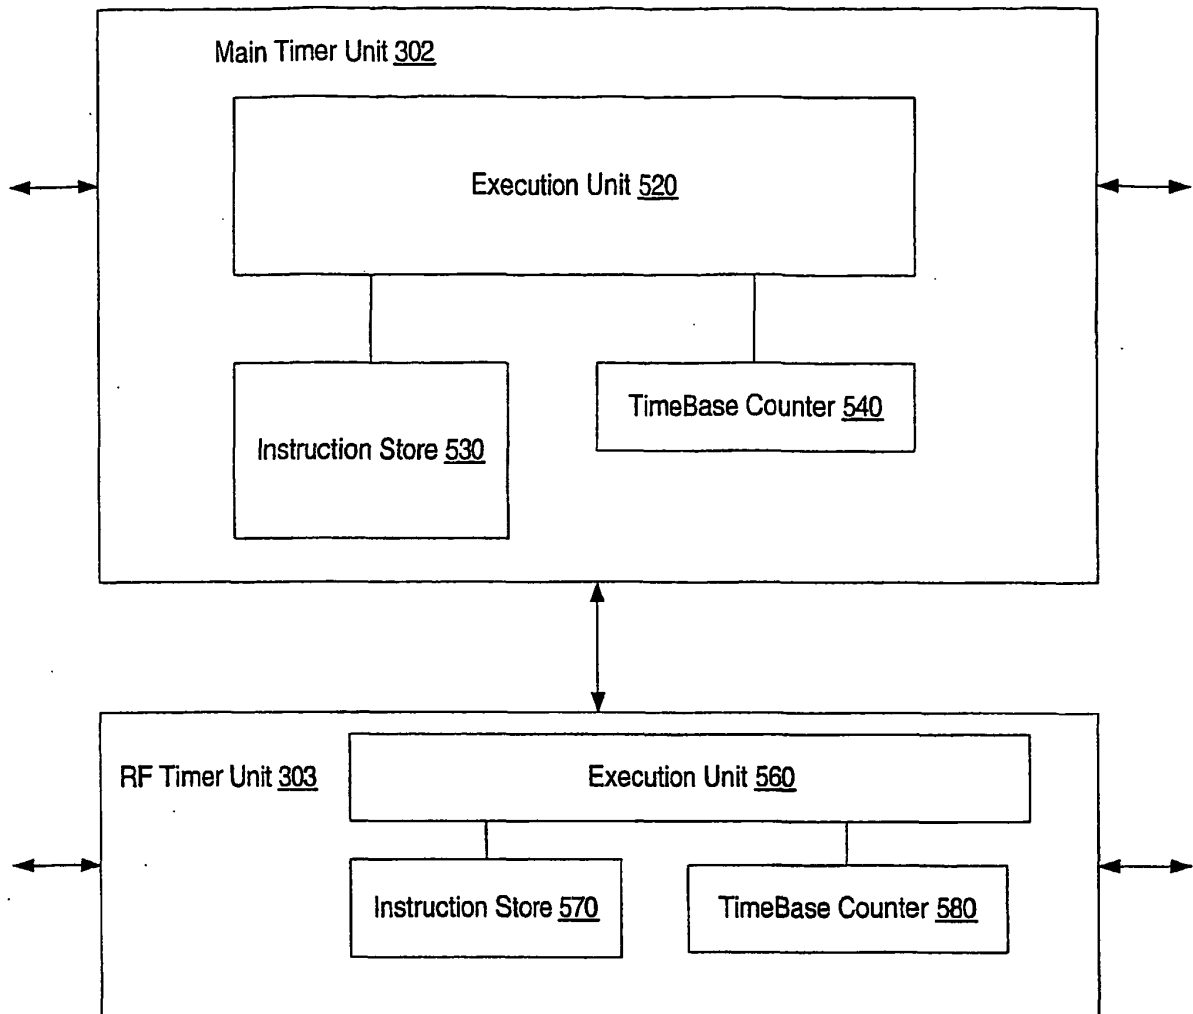 Main Timer Unit 302
Execution Unit 520
TimeBase Counter 540
Instruction Store 530
RF Timer Unit 303
Execution Unit 560
Instruction Store 570
TimeBase Counter 580